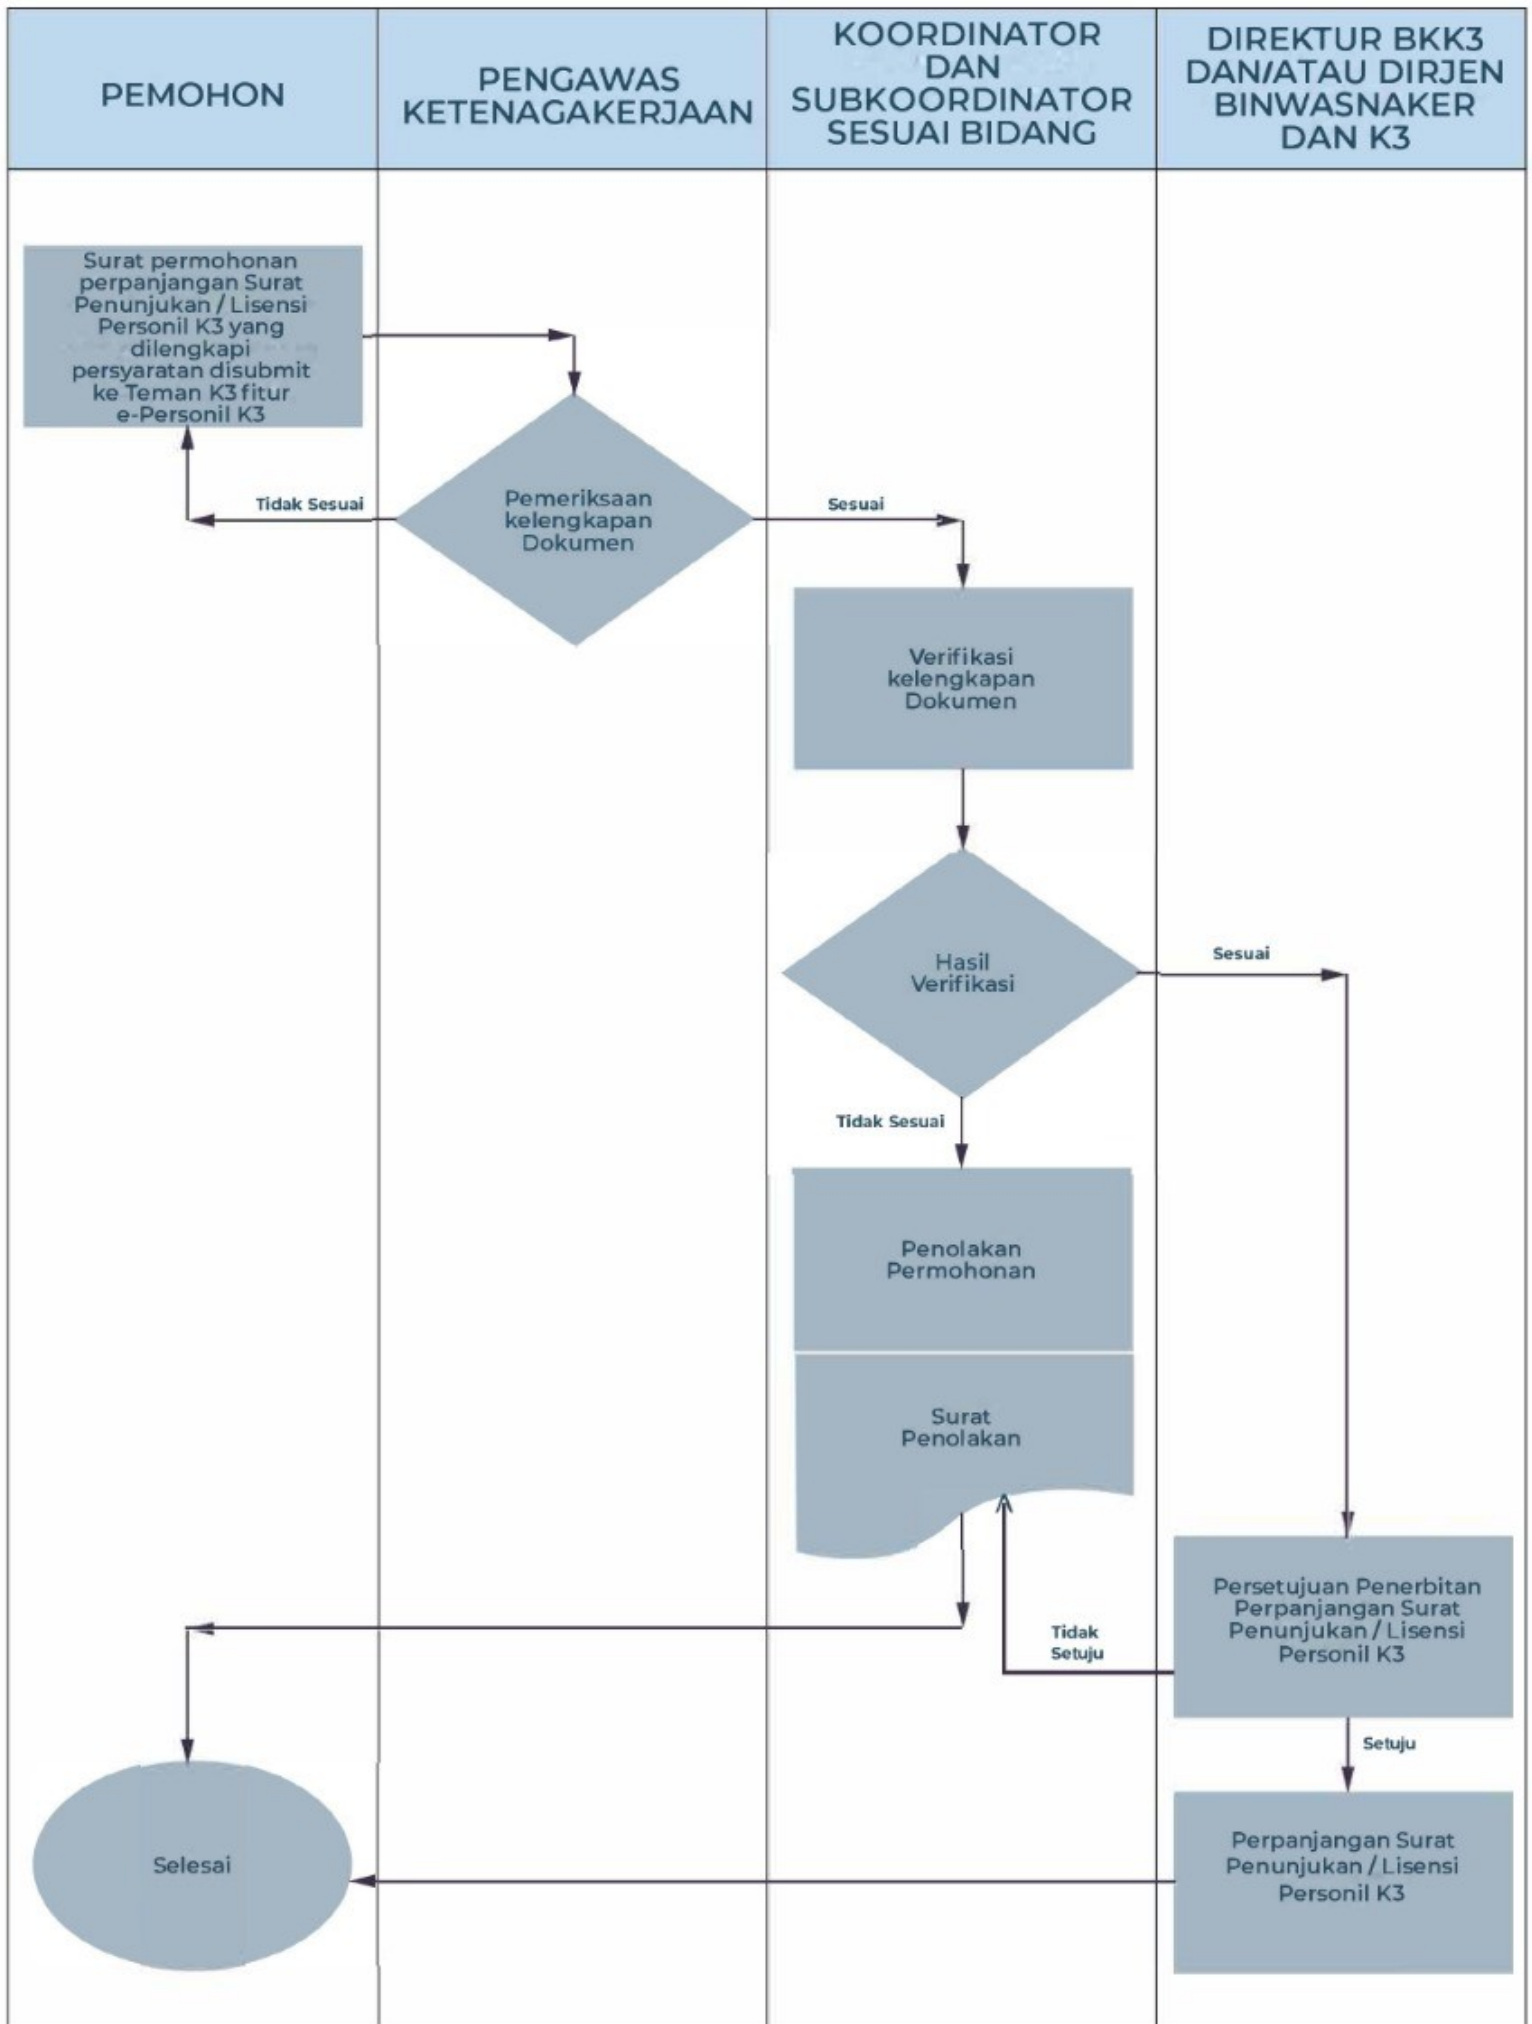 PEMOHON
PENGAWAS
KETENAGAKERJAAN
KOORDINATOR
DAN
SUBKOORDINATOR
SESUAI BIDANG
DIREKTUR BKK3
DAN/ATAU DIRJEN
BINWASNAKER
DAN K3
Surat permohonan
perpanjangan Surat
Penunjukan / Lisensi
Personil K3 yang
dilengkapi
persyaratan disubmit
ke Teman K3 fitur
e-Personil K3
Tidak Sesuai
Pemeriksaan
kelengkapan
Dokumen
Sesuai
Verifikasi
kelengkapan
Dokumen
Hasil
Verifikasi
Sesuai
Tidak Sesuai
Penolakan
Permohonan
Surat
Penolakan
Persetujuan Penerbitan
Perpanjangan Surat
Penunjukan / Lisensi
Personil K3
Tidak
Setuju
Setuju
Perpanjangan Surat
Penunjukan / Lisensi
Personil K3
Selesai